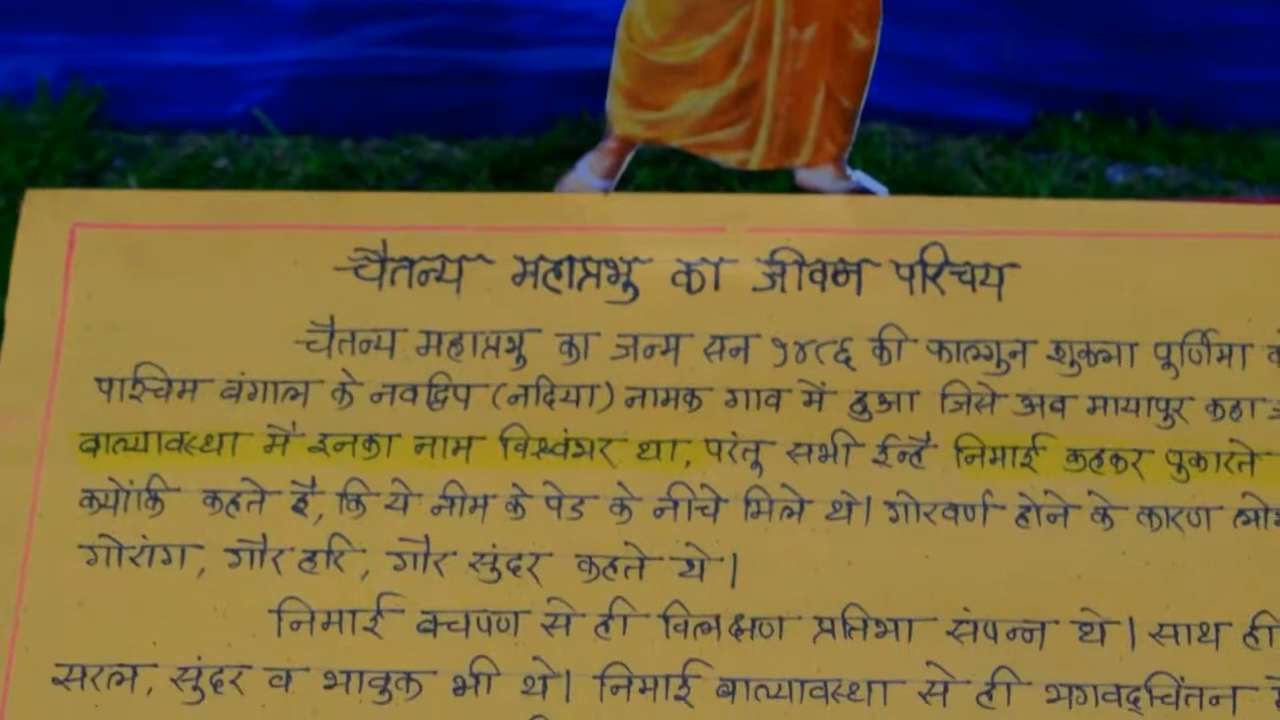 चैतन्य महाप्रभु का जीवन परिचय
चैतन्य महाप्रभु का जन्म सन १४८६ की फाल्गुन शुक्ला पूर्णिमा
पाश्चिम बंगाल के नवद्विप (नदिया) नामक गाव में हुआ जिसे अब मायापुर कहा
बाल्यावस्था मै इनका नाम विश्वंभर था, परंतु सभी ईन्है निमाई कहकर पुकारते
क्योंकि कहते है, कि ये नीम के पेड के नीचे मिले थे। गोरवर्ण होने के कारण
गोरांग, गौर हरि, गौर सुंदर कहते थे।
निमाई बचपण से ही विलक्षण प्रतिभा संपन्न थे। साथ ही
सरल, सुंदर व भावुक भी थे। निमाई बाल्यावस्था से ही भगवद्चिंतन